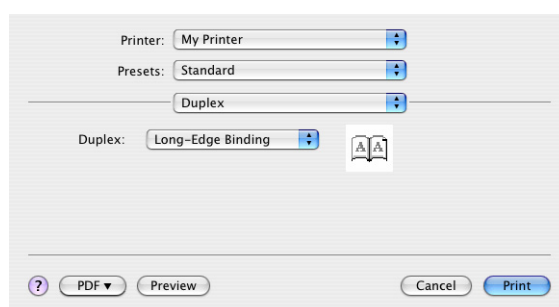 Printer: My Printer
Presets: Standard
Duplex
Duplex: Long-Edge Binding
A A
? PDF ▼ Preview Cancel Print